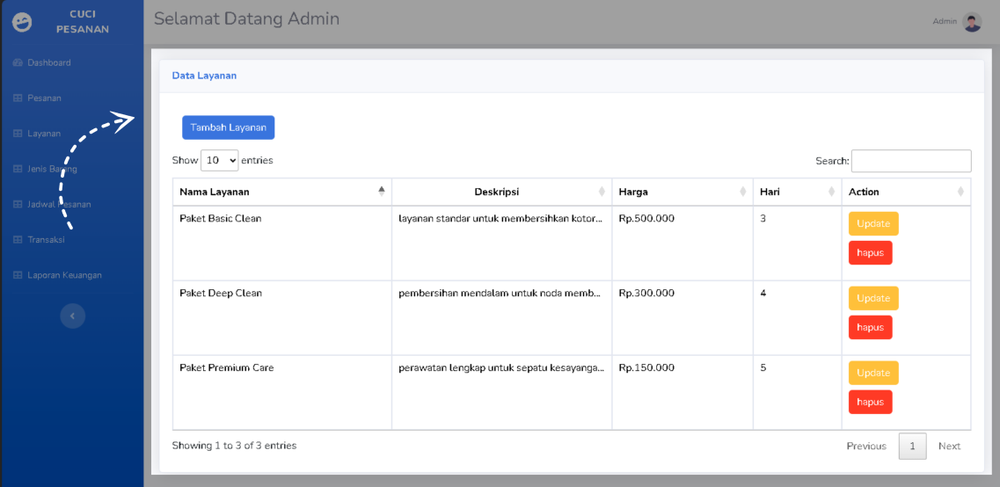 CUCI
PESANAN
Selamat Datang Admin
Admin
Dashboard
Pesanan
Layanan
Jenis Barang
Jadwal Pesanan
Transaksi
Laporan Keuangan
Data Layanan
Tambah Layanan
Show 10 entries
Search:
Nama Layanan Deskripsi Harga Hari Action
Paket Basic Clean layanan standar untuk membersihkan kotor... Rp.500.000 3 Update
hapus
Paket Deep Clean pembersihan mendalam untuk noda memb... Rp.300.000 4 Update
hapus
Paket Premium Care perawatan lengkap untuk sepatu kesayanga... Rp.150.000 5 Update
hapus
Showing 1 to 3 of 3 entries
Previous 1 Next